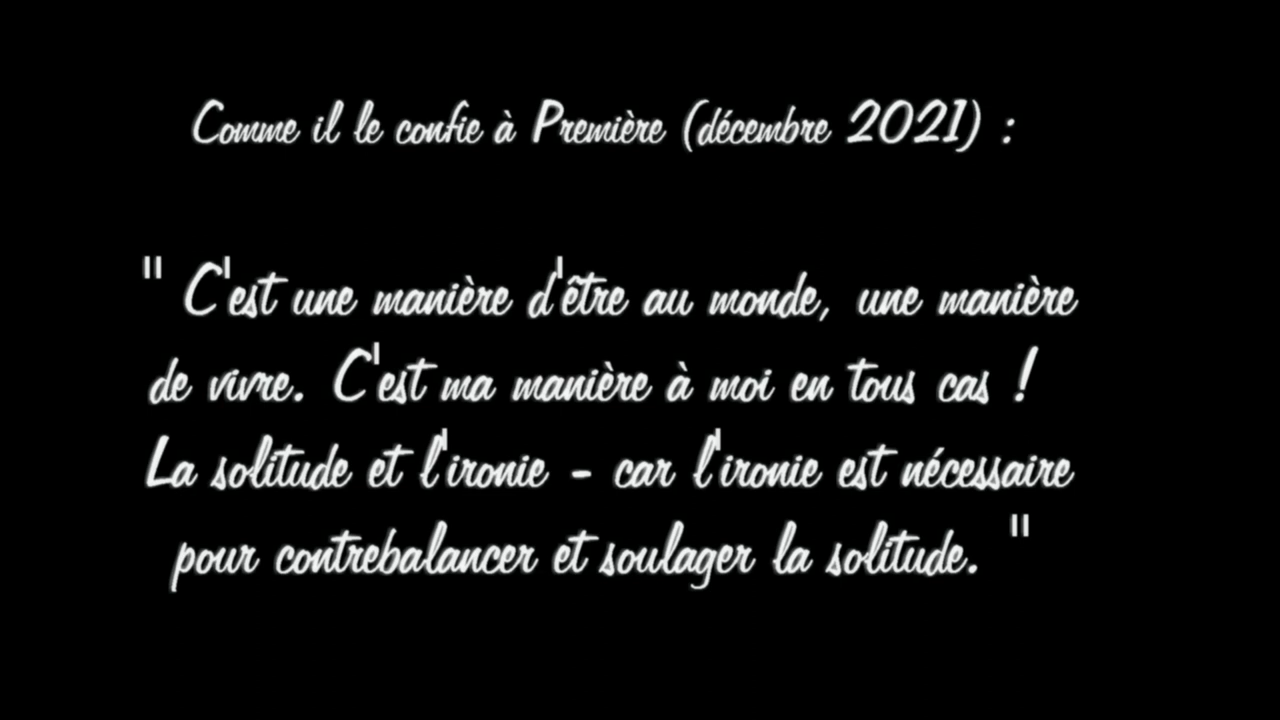 Comme il le confie à Première (décembre 2021) :
" C'est une manière d'être au monde, une manière
de vivre. C'est ma manière à moi en tous cas !
La solitude et l'ironie - car l'ironie est nécessaire
pour contrebalancer et soulager la solitude. "